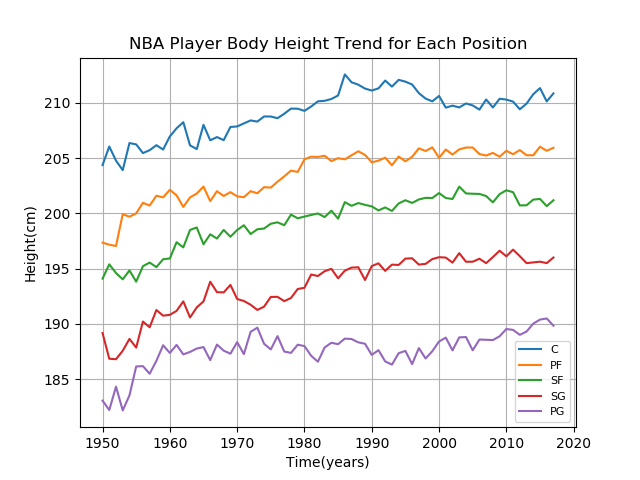 NBA Player Body Height Trend for Each Position
Height(cm)
210
205
200
195
190
185
C
PF
SF
SG
PG
1950 1960 1970 1980 1990 2000 2010 2020
Time(years)